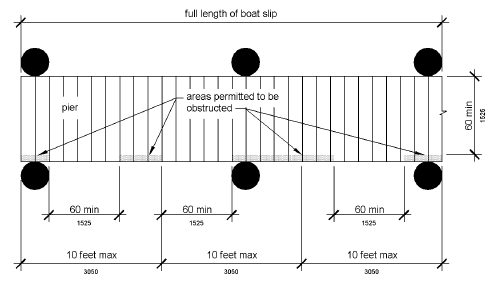 full length of boat slip
pier
areas permitted to be
obstructed
60 min
1525
60 min
1525
60 min
1525
60 min
1525
10 feet max
3050
10 feet max
3050
10 feet max
3050